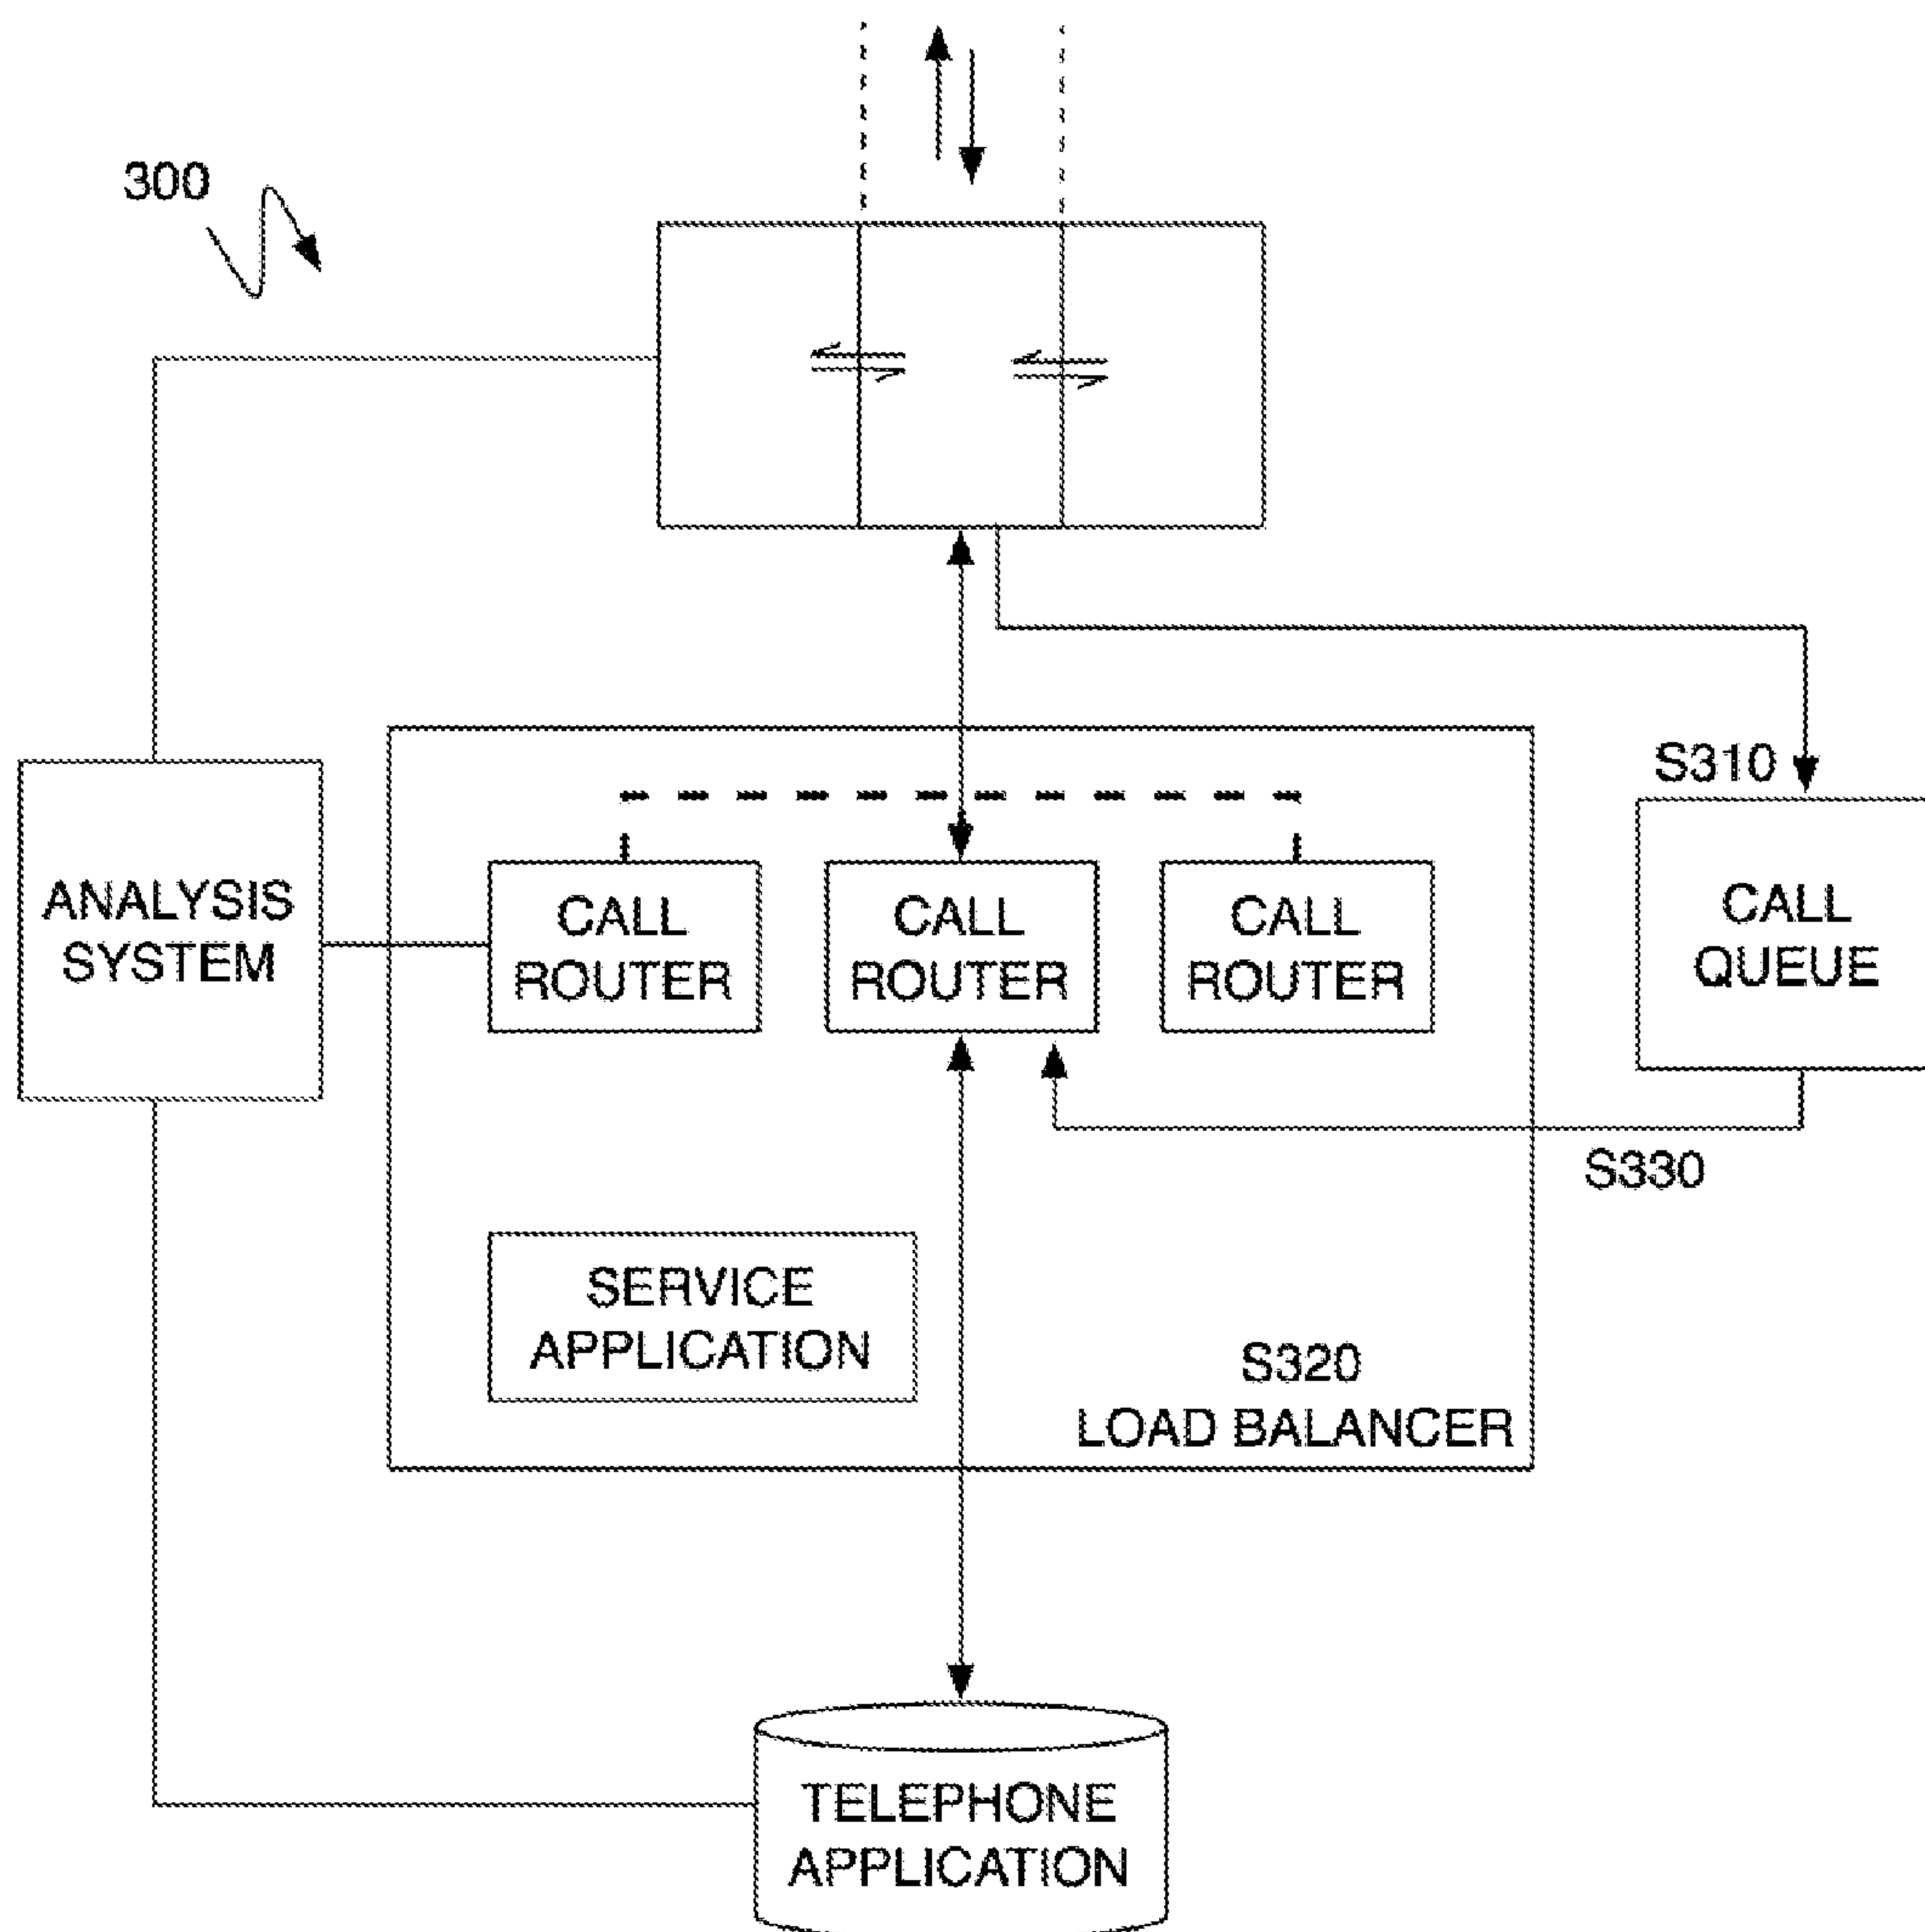 300
S310
ANALYSIS
SYSTEM
CALL
ROUTER
CALL
ROUTER
CALL
ROUTER
CALL
QUEUE
S330
SERVICE
APPLICATION
S320
LOAD BALANCER
TELEPHONE
APPLICATION